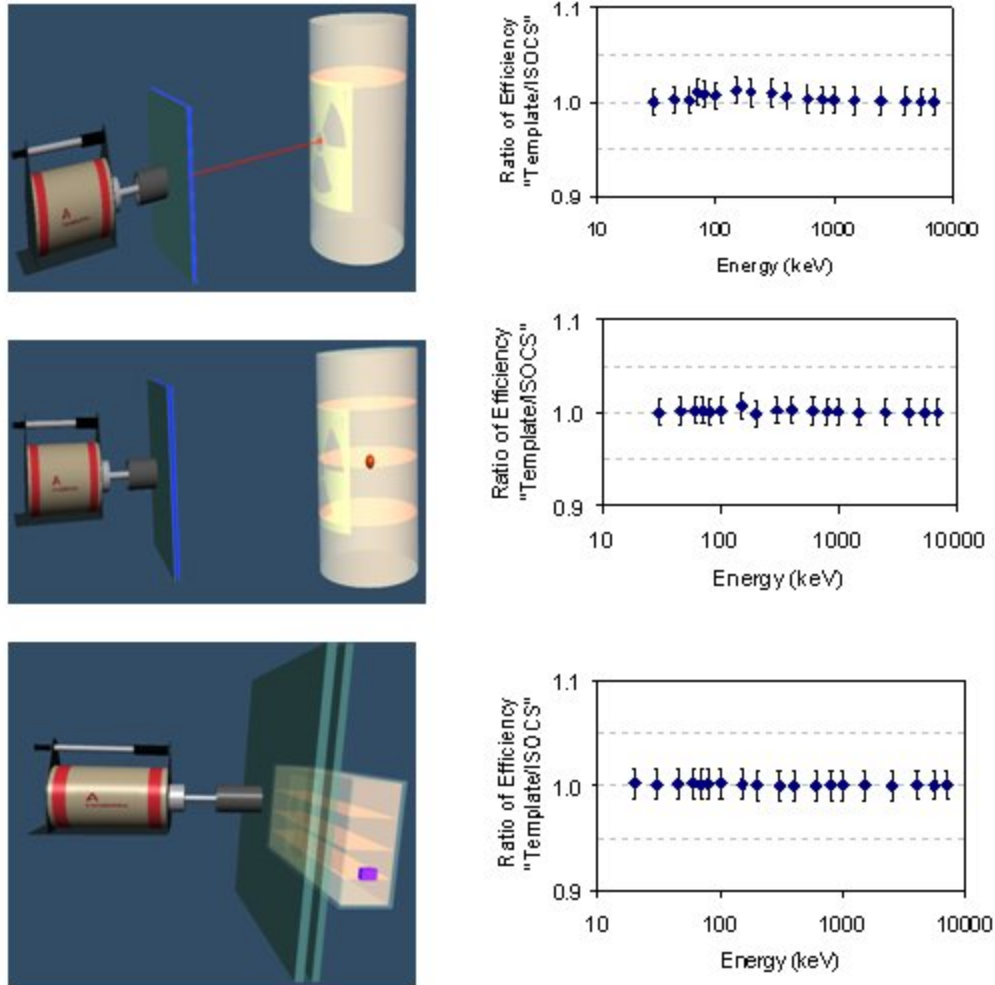 1.1
1.0
0.9
Ratio of Efficiency
"Template/ISOCS"
10 100 1000 10000
Energy (keV)
1.1
1.0
0.9
Ratio of Efficiency
"Template/ISOCS"
10 100 1000 10000
Energy (keV)
1.1
1.0
0.9
Ratio of Efficiency
"Template/ISOCS"
10 100 1000 10000
Energy (keV)